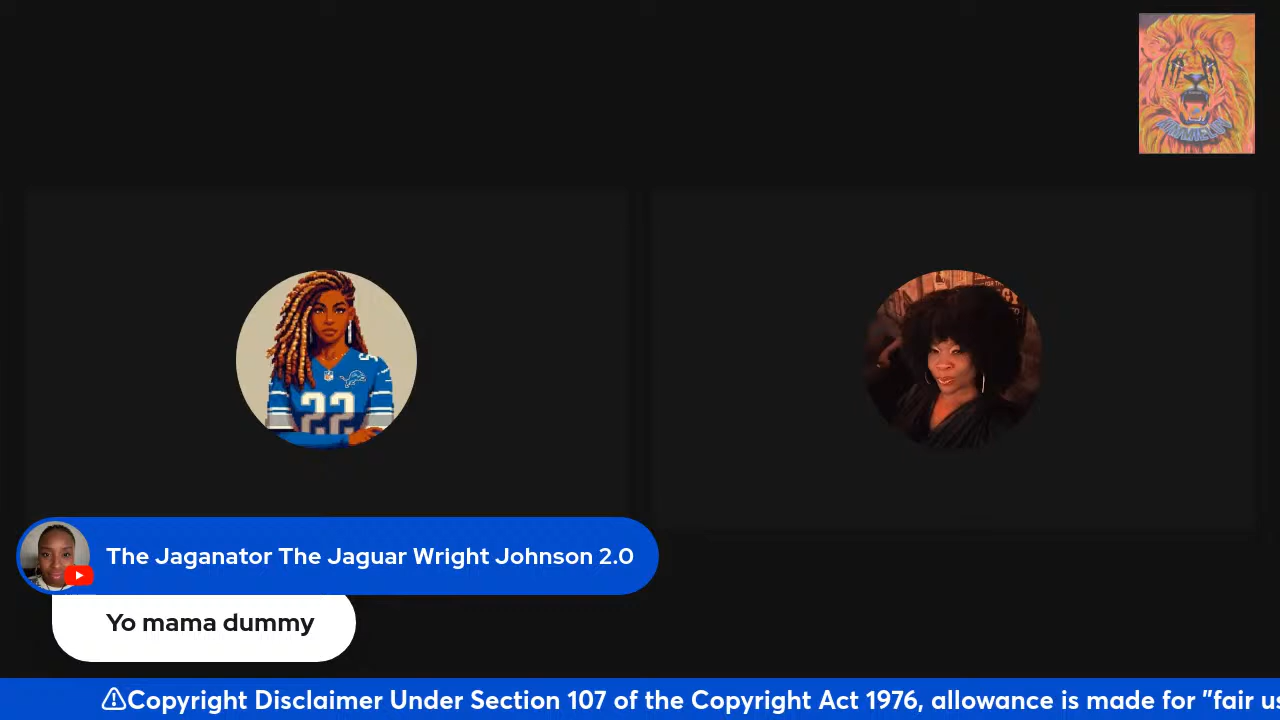 22
The Jaganator The Jaguar Wright Johnson 2.0
Yo mama dummy
⚠Copyright Disclaimer Under Section 107 of the Copyright Act 1976, allowance is made for "fair us